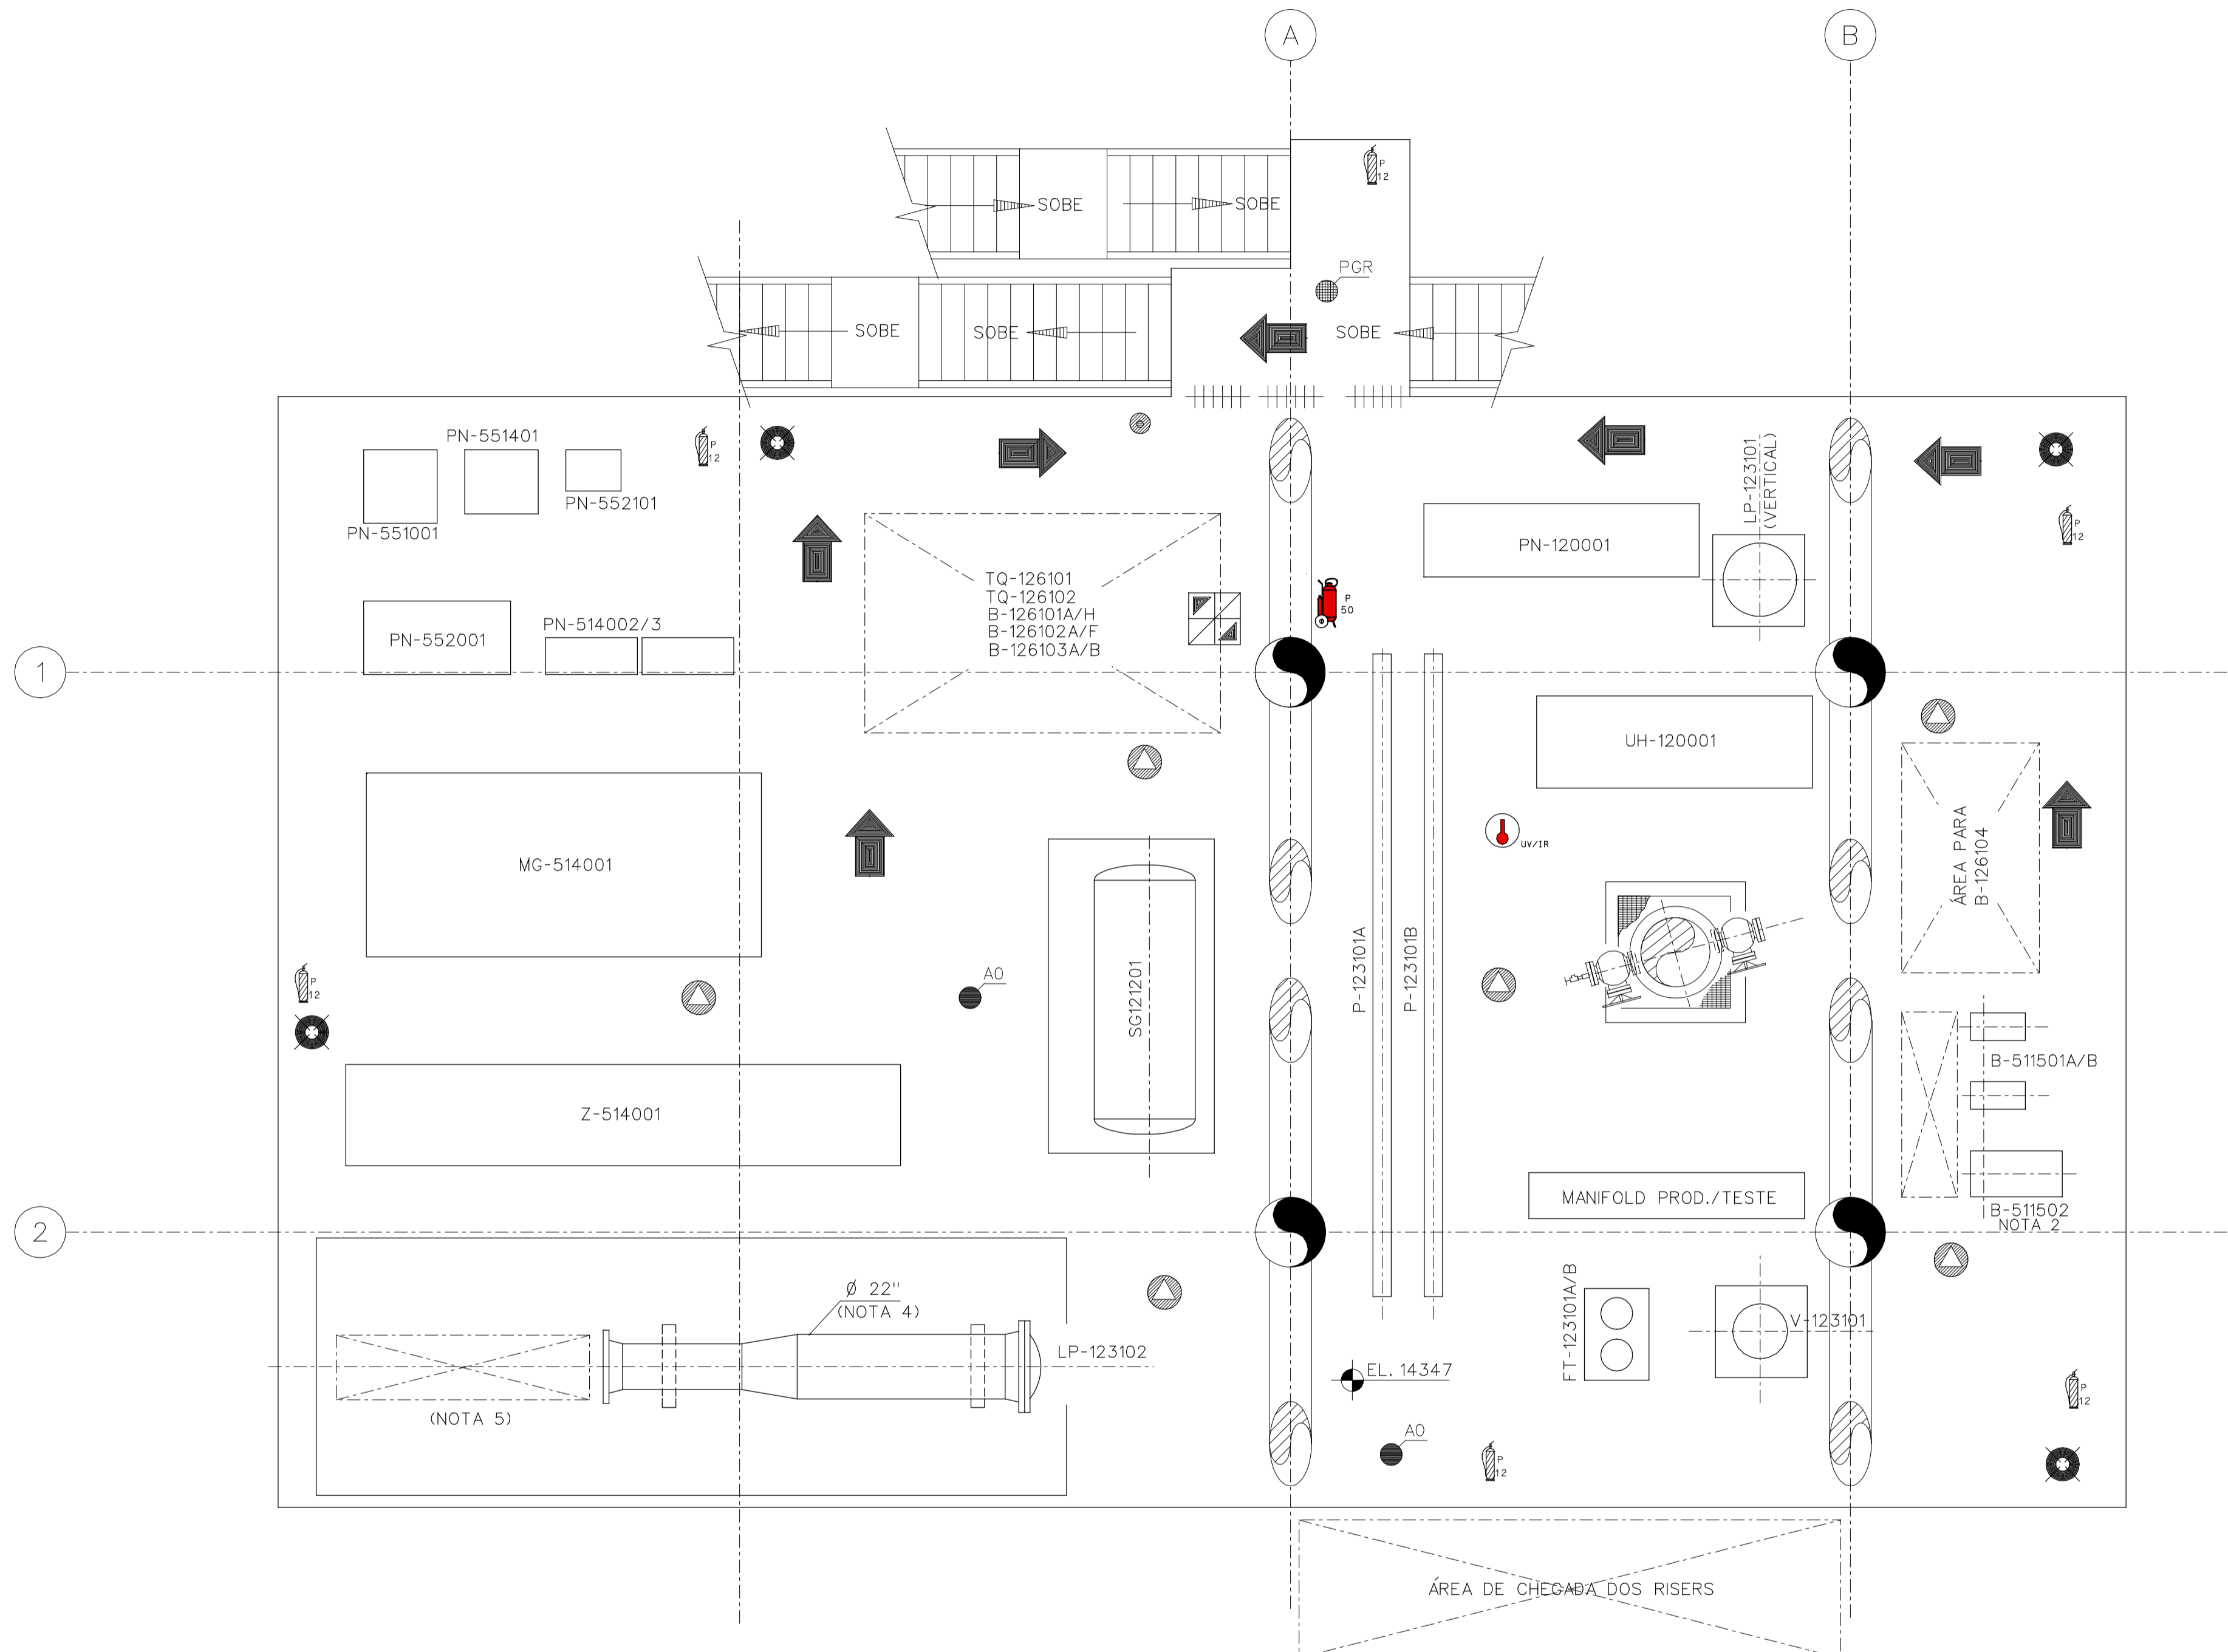 A
B
P
12
SOBE
SOBE
PGR
SOBE
SOBE
SOBE
PN-551401
P
12
PN-552101
PN-551001
LP-123101
(VERTICAL)
P
12
PN-120001
TQ-126101
TQ-126102
B-126101A/H
B-126102A/F
B-126103A/B
P
50
PN-552001
PN-514002/3
1
UH-120001
UV/IR
MG-514001
ÁREA PARA
B-126104
P-123101A
P-123101B
SG121201
A0
P
12
B-511501A/B
Z-514001
MANIFOLD PROD./TESTE
B-511502
NOTA 2
2
Ø 22"
(NOTA 4)
FT-123101A/B
V-123101
LP-123102
EL. 14347
P
12
(NOTA 5)
A0
P
12
ÁREA DE CHEGADA DOS RISERS